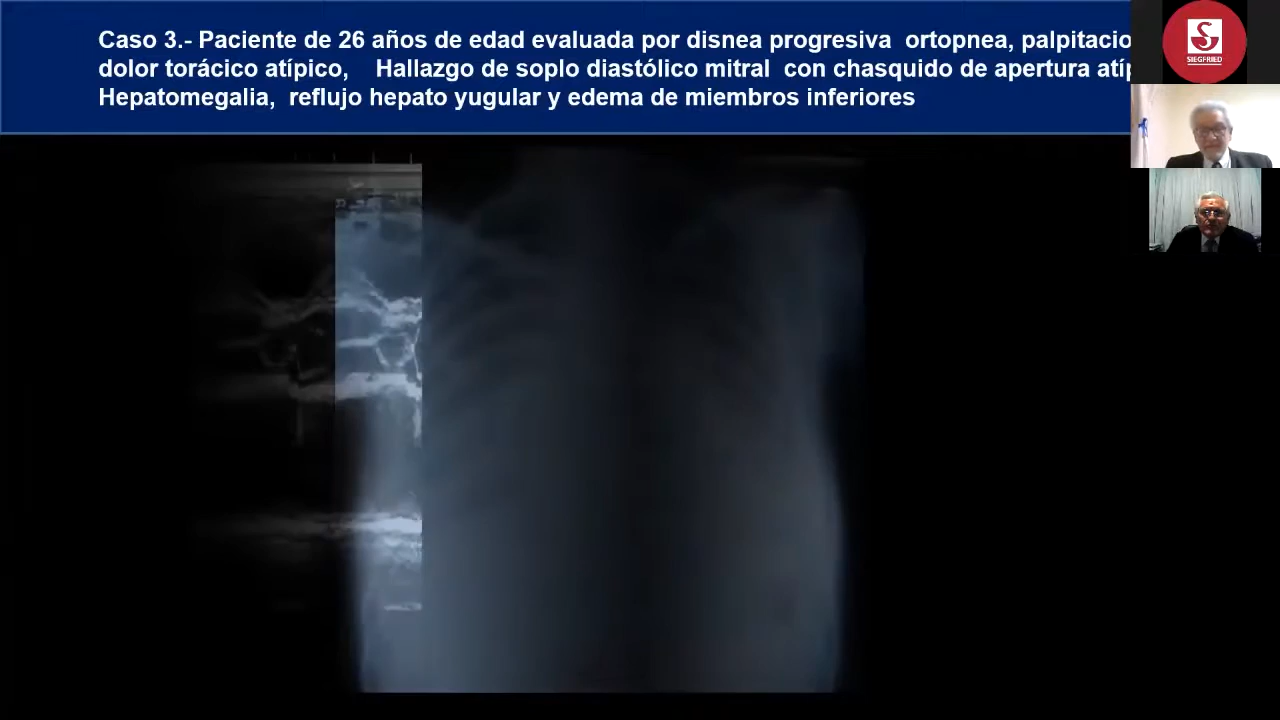 Caso 3.- Paciente de 26 años de edad evaluada por disnea progresiva ortopnea,
dolor torácico atípico, Hallazgo de soplo diastólico mitral con chasquido de apertura
Hepatomegalia, reflujo hepato yugular y edema de miembros inferiores
SIEGFRIED